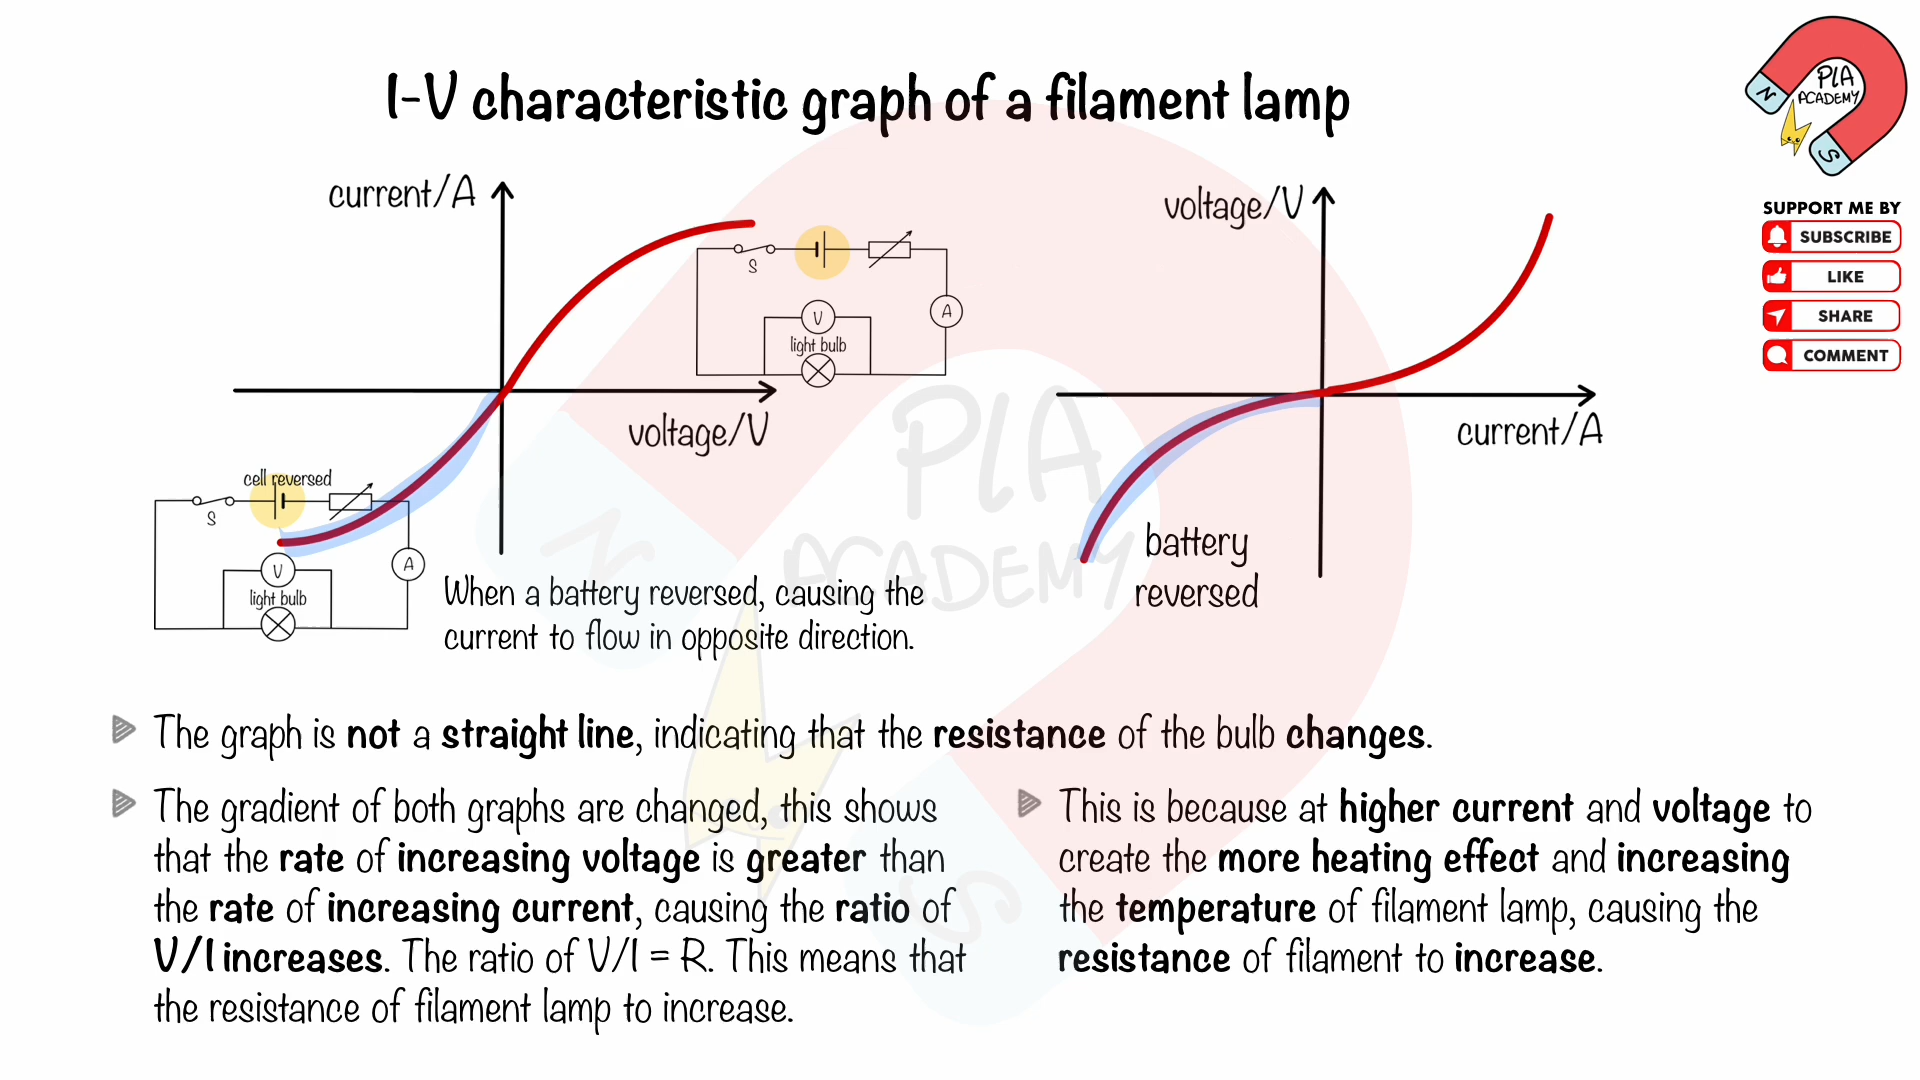 I-V characteristic graph of a filament lamp
PLA
ACADEMY
N
S
SUPPORT ME BY
SUBSCRIBE
LIKE
SHARE
COMMENT
current/A
voltage/V
S
V
light bulb
A
voltage/V
current/A
cell reversed
S
V
light bulb
A
When a battery reversed, causing the
current to flow in opposite direction.
battery
reversed
PLA
ACADEMY
N
S
The graph is not a straight line, indicating that the resistance of the bulb changes.
The gradient of both graphs are changed, this shows
that the rate of increasing voltage is greater than
the rate of increasing current, causing the ratio of
V/I increases. The ratio of V/I = R. This means that
the resistance of filament lamp to increase.
This is because at higher current and voltage to
create the more heating effect and increasing
the temperature of filament lamp, causing the
resistance of filament to increase.